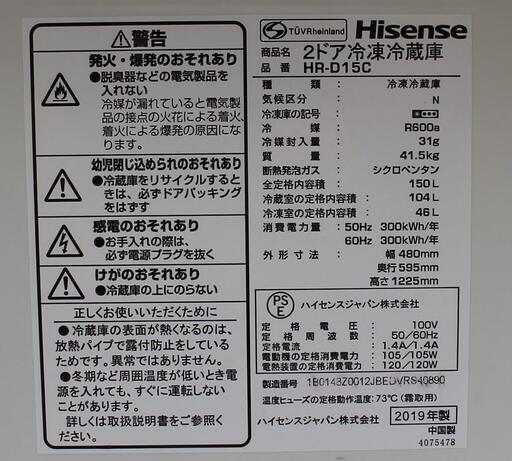 警告
発火・爆発のおそれあり
●脱臭器などの電気製品を
入れない
冷媒が漏れていると電気製
品の接点の火花による着火、
着火による爆発の原因にな
ります。
幼児閉じ込められのおそれあり
●冷蔵庫をリサイクルすると
きは、必ずドアパッキング
をはずす
感電のおそれあり
●お手入れの際は、
必ず電源プラグを抜く
けがのおそれあり
●冷蔵庫の上にのらない
正しくお使いいただくために
●冷蔵庫の表面が熱くなるのは、
放熱パイプで露付防止をしている
ためです。異常ではありません。
●冬期など周囲温度が低いとき電
源を入れても、すぐに運転しない
ことがあります。
詳しくは取扱説明書をご参照く
ださい。
TÜVRheinland Hisense
商品名 2ドア冷凍冷蔵庫
品番 HR-D15C
種類: 冷凍冷蔵庫
気候区分: N
冷凍庫の記号:
冷媒: R600a
冷媒封入量: 31g
質量: 41.5kg
断熱発泡ガス: シクロペンタン
全定格内容積: 150L
冷蔵室の定格内容積: 104L
冷凍室の定格内容積: 46L
消費電力量: 50Hz 300kWh/年
60Hz 300kWh/年
外形寸法: 幅 480mm
奥行 595mm
高さ 1225mm
PSE ハイセンスジャパン株式会社
定格電圧: 100V
定格周波数: 50/60Hz
定格電流: 1.4A/1.4A
電動機の定格消費電力: 105/105W
電熱装置の定格消費電力: 120/120W
製造番号: 1B0143Z0012JBEDVRS40890
温度ヒューズの定格動作温度: 73℃（霜取用）
ハイセンスジャパン株式会社 2019年製
中国製
4075478